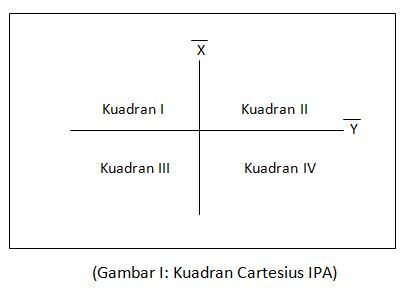 X̅
Kuadran I Kuadran II
Y̅
Kuadran III Kuadran IV
(Gambar I: Kuadran Cartesius IPA)